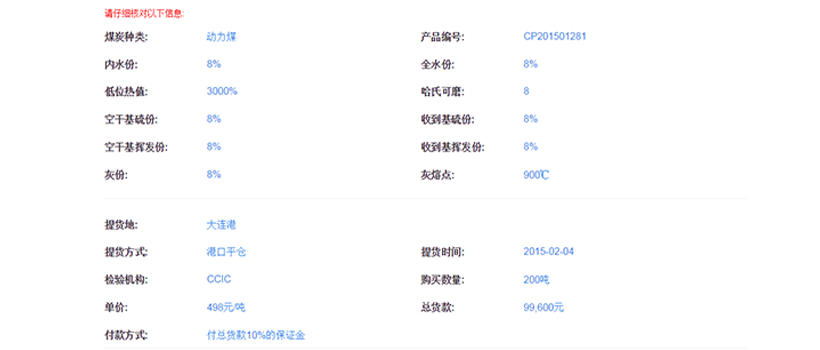 请仔细核对以下信息:
煤炭种类: 动力煤 产品编号: CP201501281
内水份: 8% 全水份: 8%
低位热值: 3000% 哈氏可磨: 8
空干基硫份: 8% 收到基硫份: 8%
空干基挥发份: 8% 收到基挥发份: 8%
灰份: 8% 灰熔点: 900℃
提货地: 大连港
提货方式: 港口平仓 提货时间: 2015-02-04
检验机构: CCIC 购买数量: 200吨
单价: 498元/吨 总货款: 99,600元
付款方式: 付总货款10%的保证金